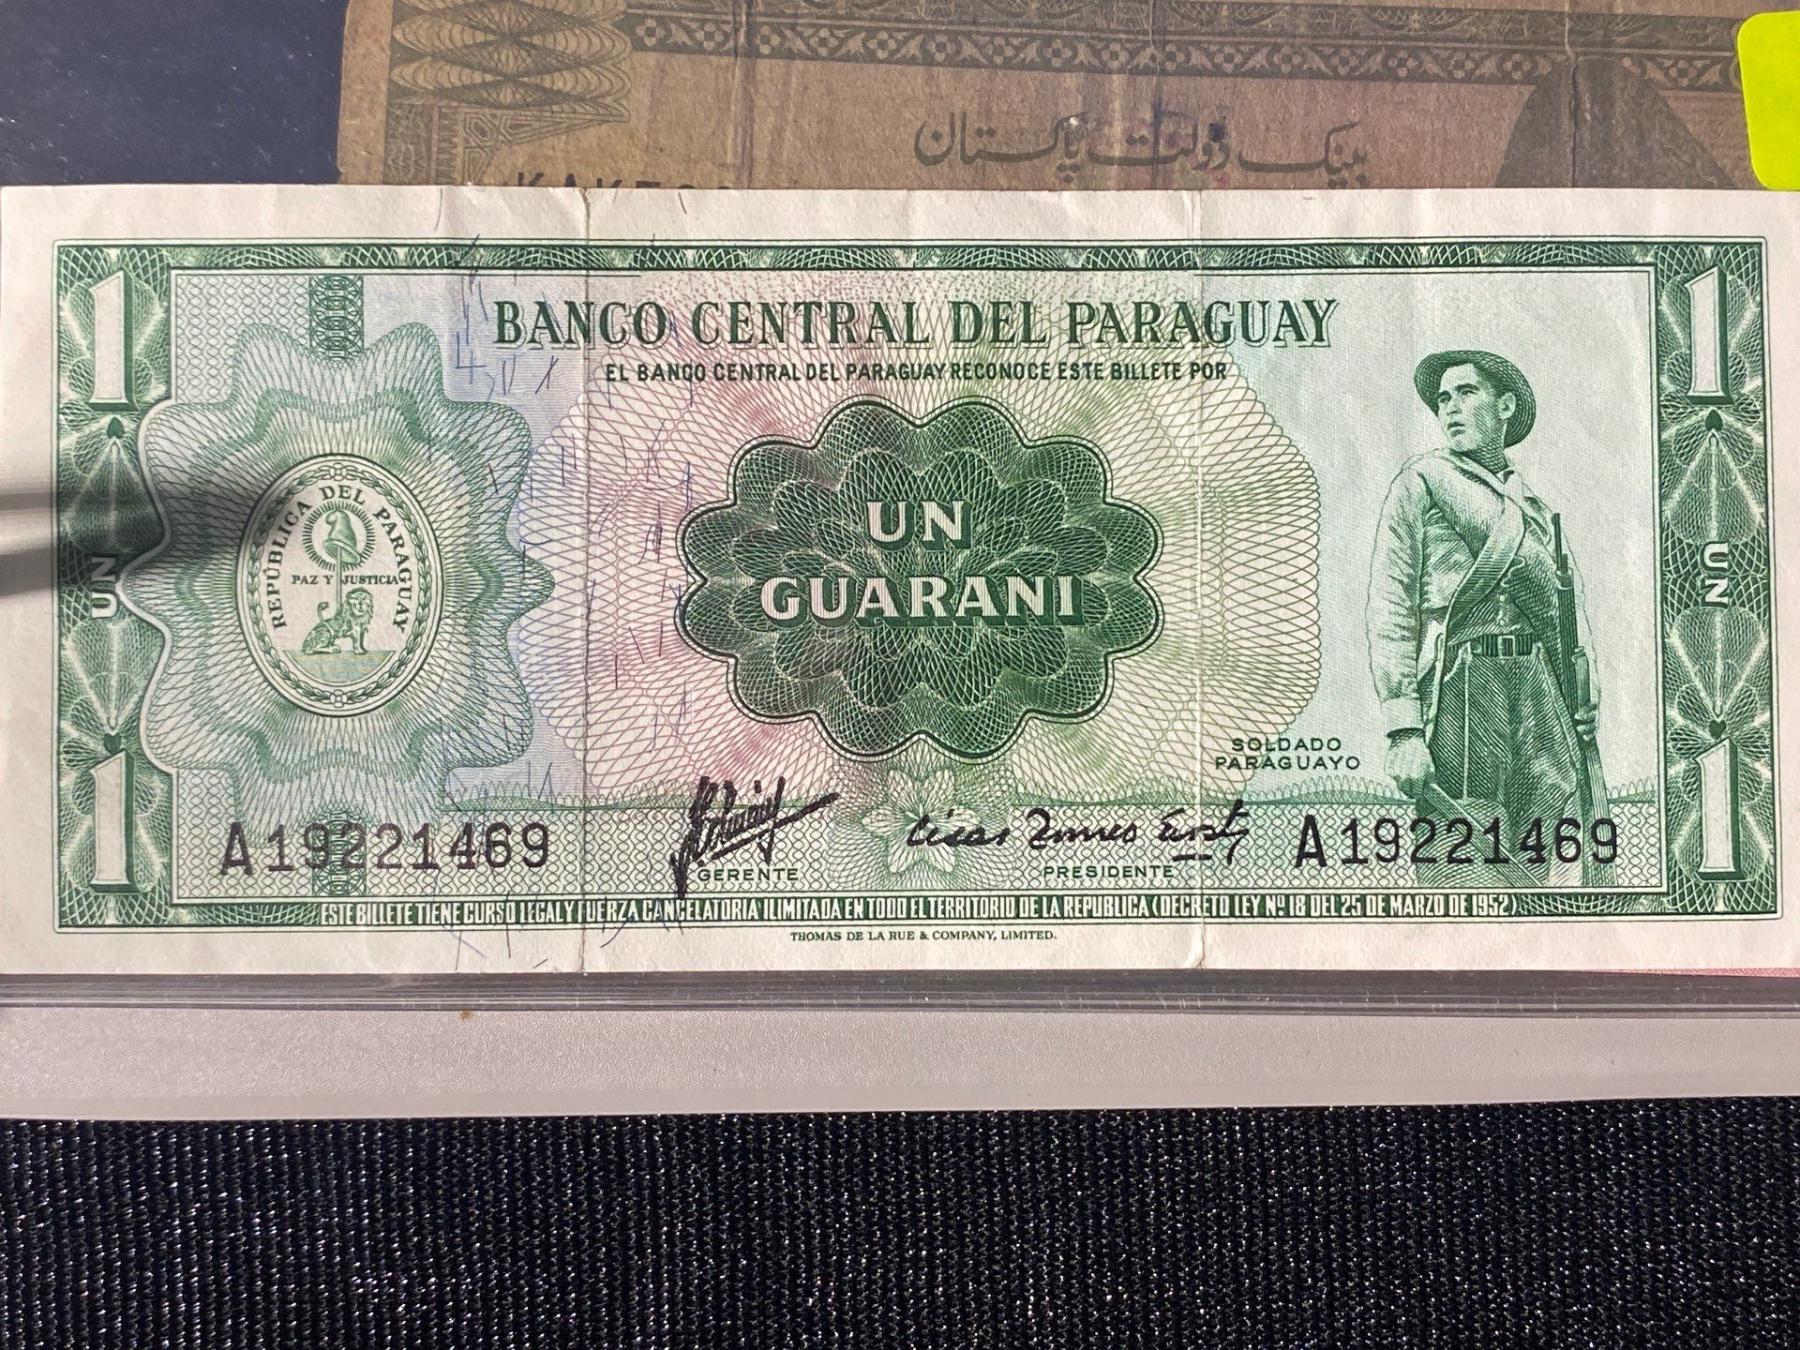 بینک دولت پاکستان
1
1
BANCO CENTRAL DEL PARAGUAY
EL BANCO CENTRAL DEL PARAGUAY RECONOCE ESTE BILLETE POR
REPÚBLICA DEL PARAGUAY
PAZ Y JUSTICIA
UN
GUARANI
UN
UN
SOLDADO
PARAGUAYO
1
1
A19221469
A19221469
GERENTE
PRESIDENTE
ESTE BILLETE TIENE CURSO LEGAL Y FUERZA CANCELATORIA ILIMITADA EN TODO EL TERRITORIO DE LA REPUBLICA (DECRETO LEY Nº 18 DEL 25 DE MARZO DE 1952)
THOMAS DE LA RUE & COMPANY, LIMITED.